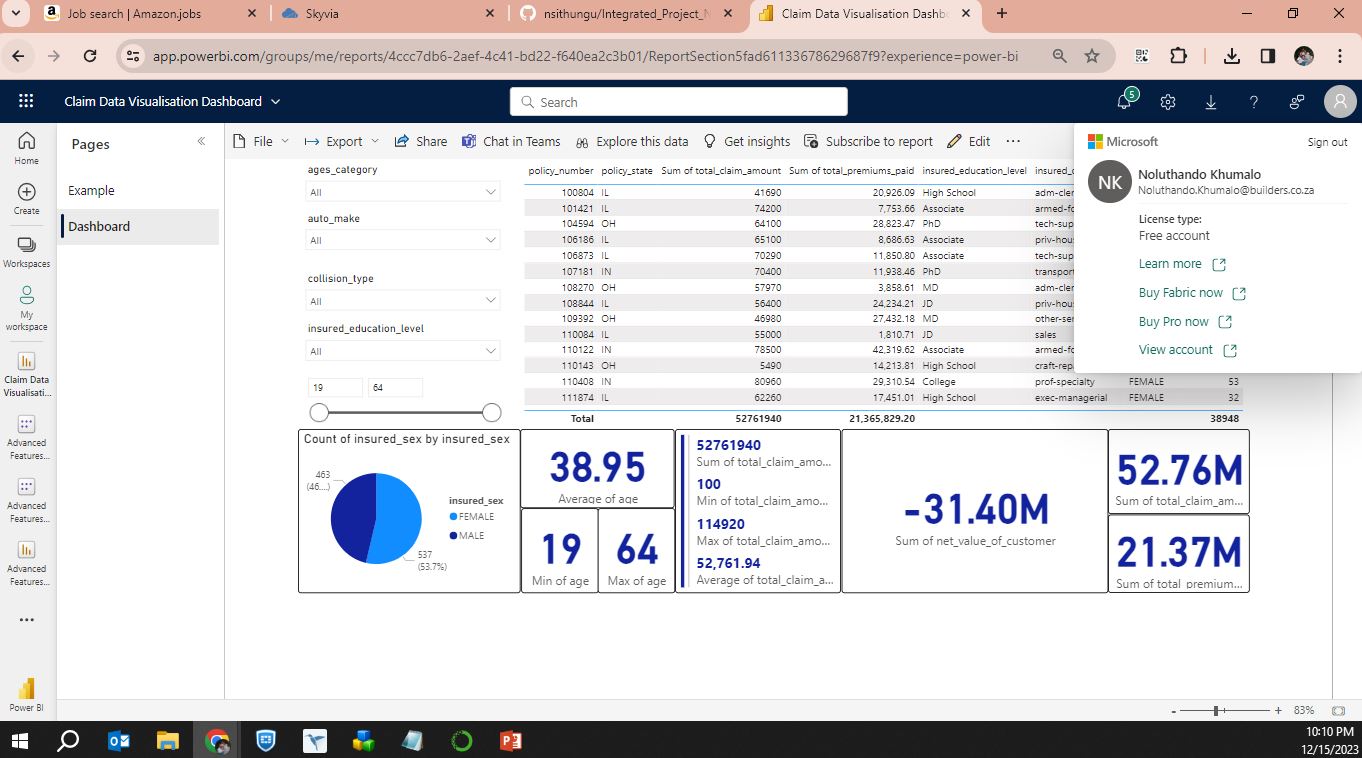 Job search | Amazon.jobs
Skyvia
nsithungu/Integrated_Project_N
Claim Data Visualisation Dashb
app.powerbi.com/groups/me/reports/4ccc7db6-2aef-4c41-bd22-f640ea2c3b01/ReportSection5fad61133678629687f9?experience=power-bi
Claim Data Visualisation Dashboard
Search
5
Home
Create
Workspaces
My workspace
Claim Data Visualisati...
Advanced Features...
Advanced Features...
Advanced Features...
Power BI
Pages
Example
Dashboard
File Export Share Chat in Teams Explore this data Get insights Subscribe to report Edit
Microsoft
Sign out
NK
Noluthando Khumalo
Noluthando.Khumalo@builders.co.za
License type:
Free account
Learn more
Buy Fabric now
Buy Pro now
View account
ages_category
All
auto_make
All
collision_type
All
insured_education_level
All
19 64
policy_number policy_state Sum of total_claim_amount Sum of total_premiums_paid insured_education_level insured_o
100804 IL 41690 20,926.09 High School adm-cler
101421 IL 74200 7,753.66 Associate armed-fo
104594 OH 64100 28,823.47 PhD tech-sup
106186 IL 65100 8,686.63 Associate priv-hous
106873 IL 70290 11,850.80 Associate tech-sup
107181 IN 70400 11,938.46 PhD transport
108270 OH 57970 3,858.61 MD adm-cler
108844 IL 56400 24,234.21 JD priv-hous
109392 OH 46980 27,432.18 MD other-ser
110084 IL 55000 1,810.71 JD sales
110122 IN 78500 42,319.62 Associate armed-fo
110143 OH 5490 14,213.81 High School craft-repa
110408 IN 80960 29,310.54 College prof-specialty FEMALE 53
111874 IL 62260 17,451.01 High School exec-managerial FEMALE 32
Total 52761940 21,365,829.20 38948
Count of insured_sex by insured_sex
463
(46....)
insured_sex
FEMALE
MALE
537
(53.7%)
38.95
Average of age
19
Min of age
64
Max of age
52761940
Sum of total_claim_amo...
100
Min of total_claim_amo...
114920
Max of total_claim_amo...
52,761.94
Average of total_claim_a...
-31.40M
Sum of net_value_of_customer
52.76M
Sum of total_claim_am...
21.37M
Sum of total_premium...
- + 83%
10:10 PM
12/15/2023